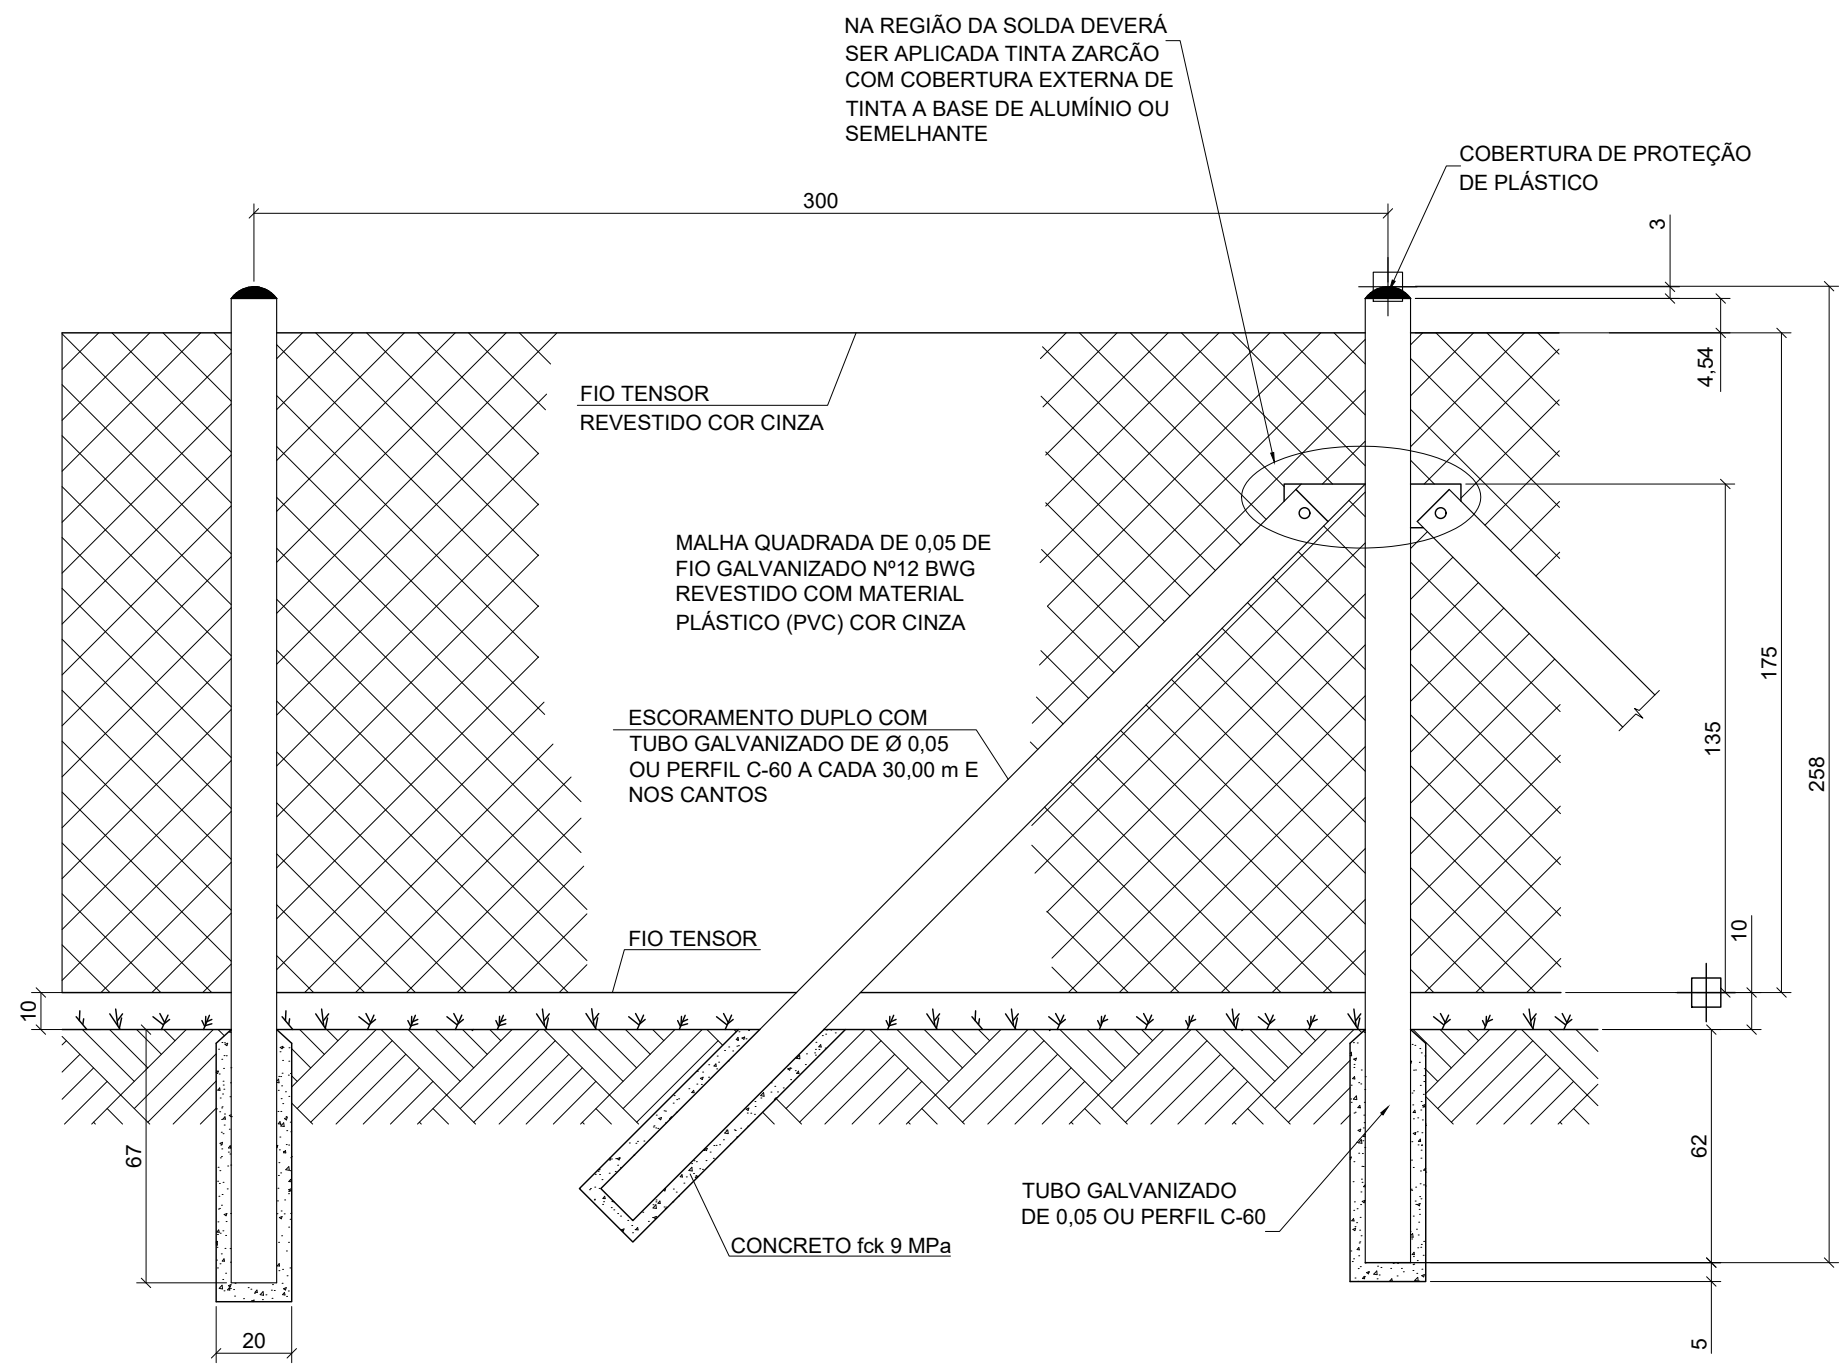 NA REGIÃO DA SOLDA DEVERÁ
SER APLICADA TINTA ZARCÃO
COM COBERTURA EXTERNA DE
TINTA A BASE DE ALUMÍNIO OU
SEMELHANTE
COBERTURA DE PROTEÇÃO
DE PLÁSTICO
300
3
4,54
FIO TENSOR
REVESTIDO COR CINZA
MALHA QUADRADA DE 0,05 DE
FIO GALVANIZADO Nº12 BWG
REVESTIDO COM MATERIAL
PLÁSTICO (PVC) COR CINZA
175
135
258
ESCORAMENTO DUPLO COM
TUBO GALVANIZADO DE Ø 0,05
OU PERFIL C-60 A CADA 30,00 m E
NOS CANTOS
FIO TENSOR
10
10
67
62
TUBO GALVANIZADO
DE 0,05 OU PERFIL C-60
CONCRETO fck 9 MPa
20
5